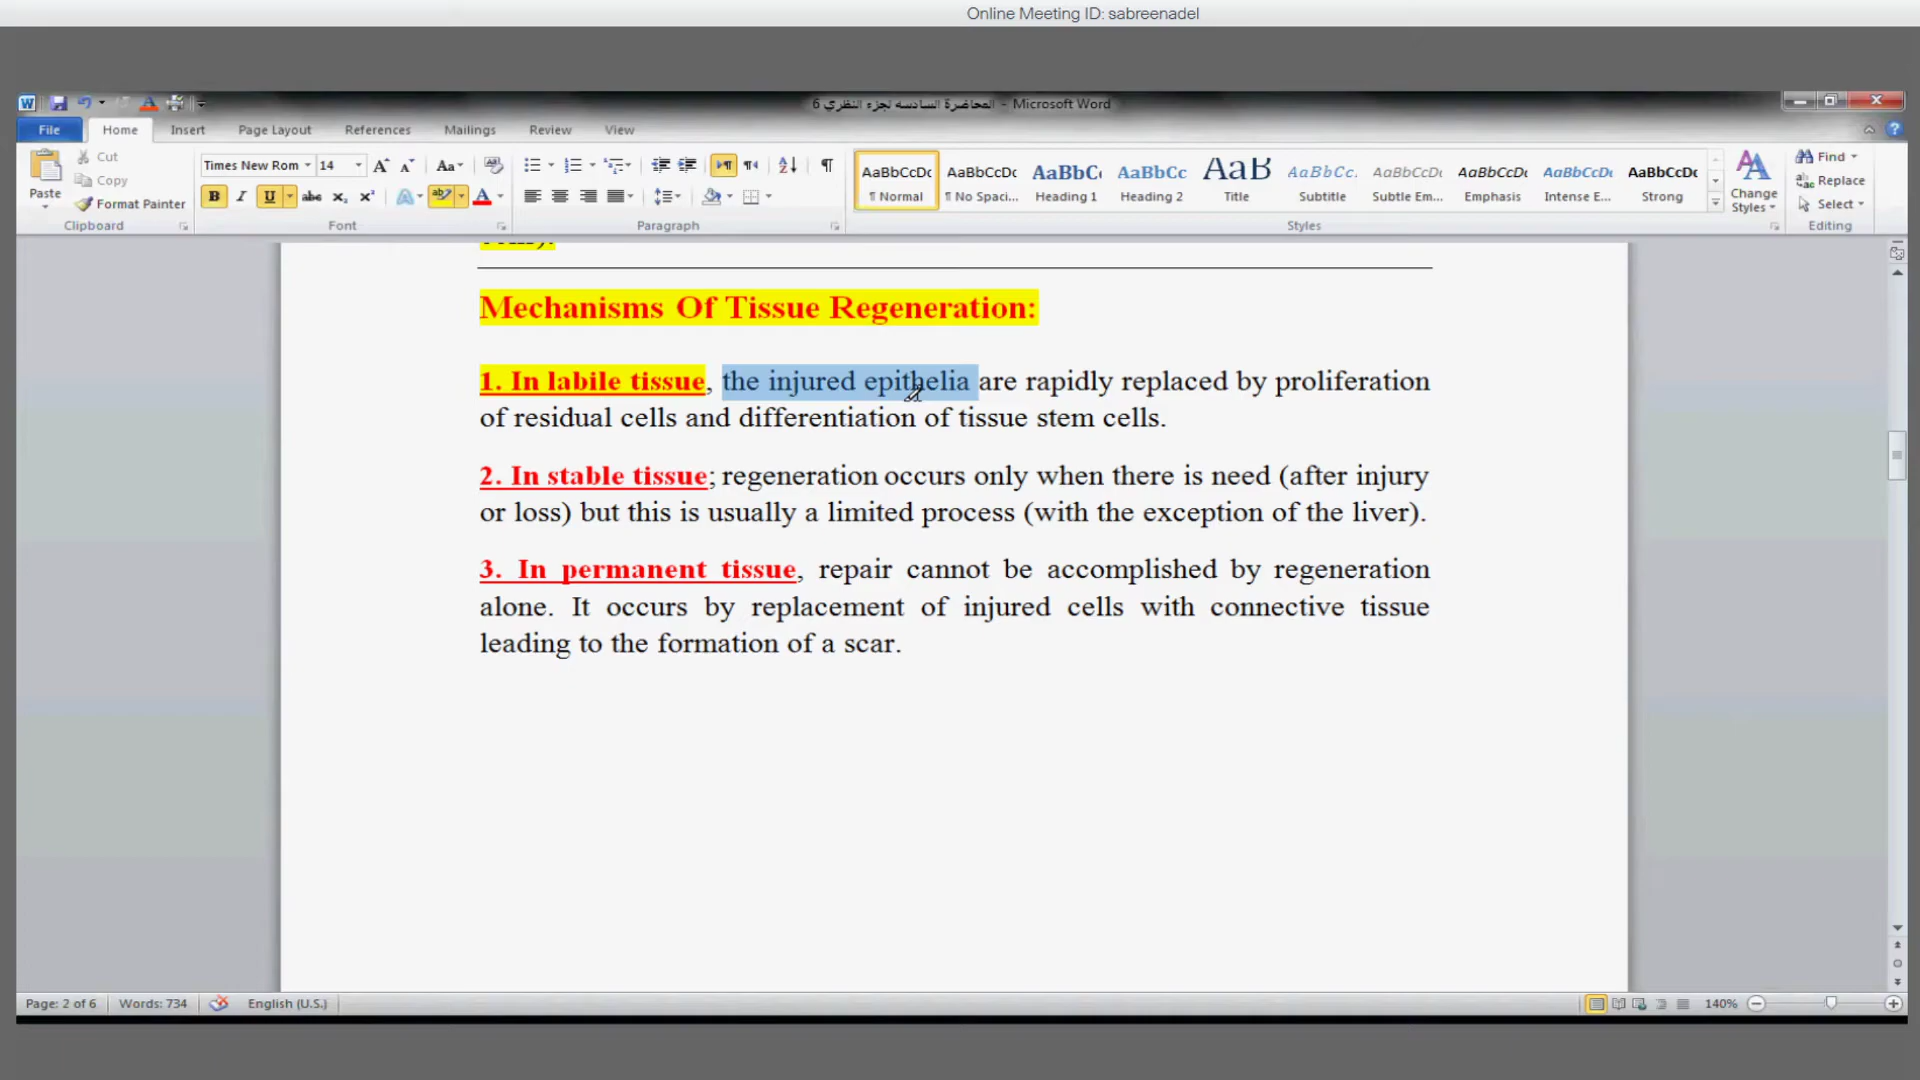 Online Meeting ID: sabreenadel
المحاضرة السادسه لجزء النظري 6 - Microsoft Word
File Home Insert Page Layout References Mailings Review View
Paste Cut Copy Format Painter Clipboard
Times New Rom 14 Font
Paragraph
AaBbCcDc AaBbCcDc AaBbC AaBbCc AaB AaBbCc. AaBbCcDc AaBbCcDc AaBbCcDc AaBbCcDc
¶ Normal ¶ No Spaci... Heading 1 Heading 2 Title Subtitle Subtle Em... Emphasis Intense E... Strong
Styles
Change Styles
Find Replace Select Editing
Mechanisms Of Tissue Regeneration:
1. In labile tissue, the injured epithelia are rapidly replaced by proliferation
of residual cells and differentiation of tissue stem cells.
2. In stable tissue; regeneration occurs only when there is need (after injury
or loss) but this is usually a limited process (with the exception of the liver).
3. In permanent tissue, repair cannot be accomplished by regeneration
alone. It occurs by replacement of injured cells with connective tissue
leading to the formation of a scar.
Page: 2 of 6 Words: 734 English (U.S.) 140%